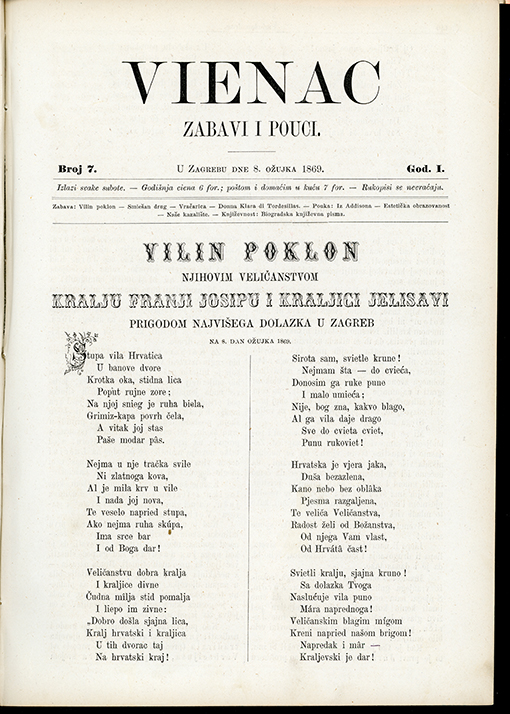 VIENAC
ZABAVI I POUCI.
Broj 7. U ZAGREBU DNE 8. OŽUJKA 1869. God. I.
Izlazi svake subote. — Godišnja ciena 6 for.; poštom i domaćim u kuću 7 for. — Rukopisi se nevraćaju.
Zabava: Vilin poklon — Smiešan drug — Vračarica — Donna Klara di Tordesillas. — Pouka: Iz Addisona — Estetička obrazovanost
— Naše kazalište. — Književnost: Biogradska književna pisma.
VILIN POKLON
NJIHOVIM VELIČANSTVOM
KRALJU FRANJI JOSIPU I KRALJICI JELISAVI
PRIGODOM NAJVIŠEGA DOLAZKA U ZAGREB
NA 8. DAN OŽUJKA 1869.
Stupa vila Hrvatica
U banove dvore
Krotka oka, stidna lica
Poput rujne zore;
Na njoj snieg je ruha biela,
Grimiz-kapa povrh čela,
A vitak joj stas
Paše modar pâs.
Nejma u nje tračka svile
Ni zlatnoga kova,
Al je mila krv u vile
I nada joj nova,
Te veselo napried stupa,
Ako nejma ruha skúpa,
Ima srce bar
I od Boga dar!
Veličanstvu dobra kralja
I kraljice divne
Čudna milja stid pomalja
I liepo im zivne:
„Dobro došla sjajna lica,
Kralj hrvatski i kraljica
U tih dvorac taj
Na hrvatski kraj!
Sirota sam, svietle krune!
Nejmam šta — do cvieća,
Donosim ga ruke pune
I malo umieća;
Nije, bog zna, kakvo blago,
Al ga vila daje drago
Sve do cvieta cviet,
Punu rukoviet!
Hrvatska je vjera jaka,
Duša bezazlena,
Kano nebo bez oblâka
Pjesma razgaljena,
Te veliča Veličanstva,
Radost želi od Božanstva,
Od njega Vam vlast,
Od Hrvátâ čast!
Svietli kralju, sjajna kruno!
Sa dolazka Tvoga
Naslućuje vila puno
Mára naprednoga!
Veličanskim blagim mígom
Kreni napried našom brigom!
Napredak i mâr —
Kraljevski je dar!